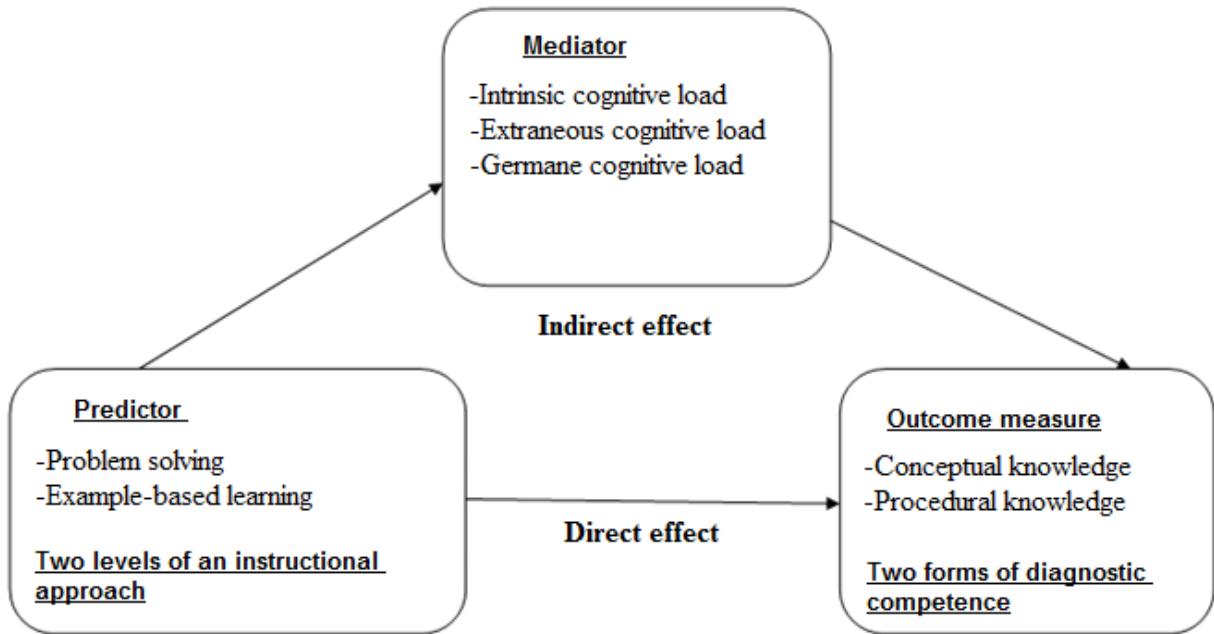 Mediator
-Intrinsic cognitive load
-Extraneous cognitive load
-Germane cognitive load
Indirect effect
Predictor
-Problem solving
-Example-based learning
Two levels of an instructional
approach
Direct effect
Outcome measure
-Conceptual knowledge
-Procedural knowledge
Two forms of diagnostic
competence